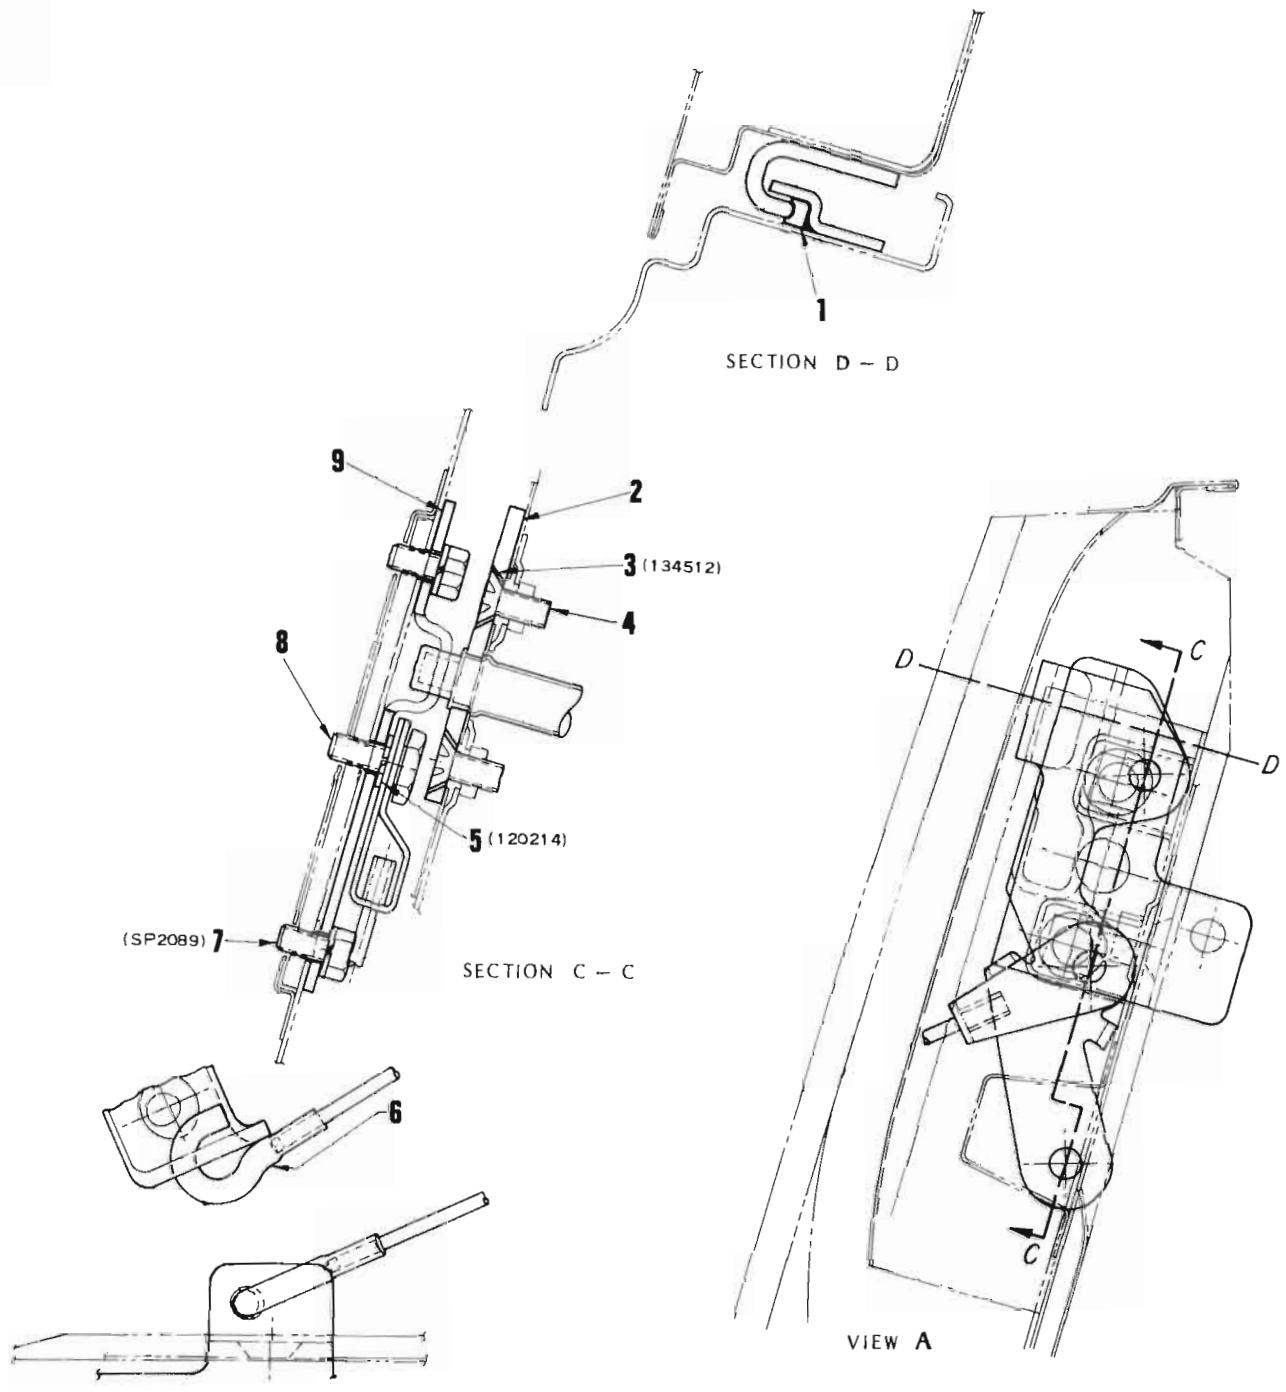 1
SECTION D – D
9
2
3 (134512)
4
8
5 (120214)
(SP2089) 7
SECTION C – C
6
C
D
D
C
VIEW A